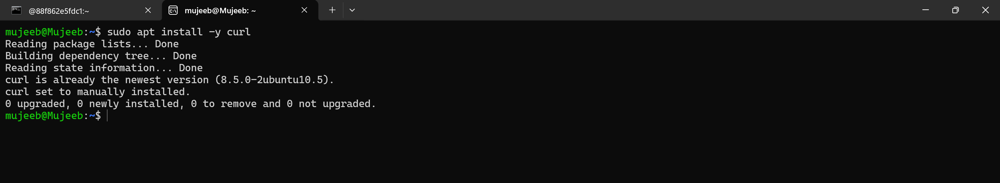 @88f862e5fdc1:~
mujeeb@Mujeeb: ~
mujeeb@Mujeeb:~$ sudo apt install -y curl
Reading package lists... Done
Building dependency tree... Done
Reading state information... Done
curl is already the newest version (8.5.0-2ubuntu10.5).
curl set to manually installed.
0 upgraded, 0 newly installed, 0 to remove and 0 not upgraded.
mujeeb@Mujeeb:~$